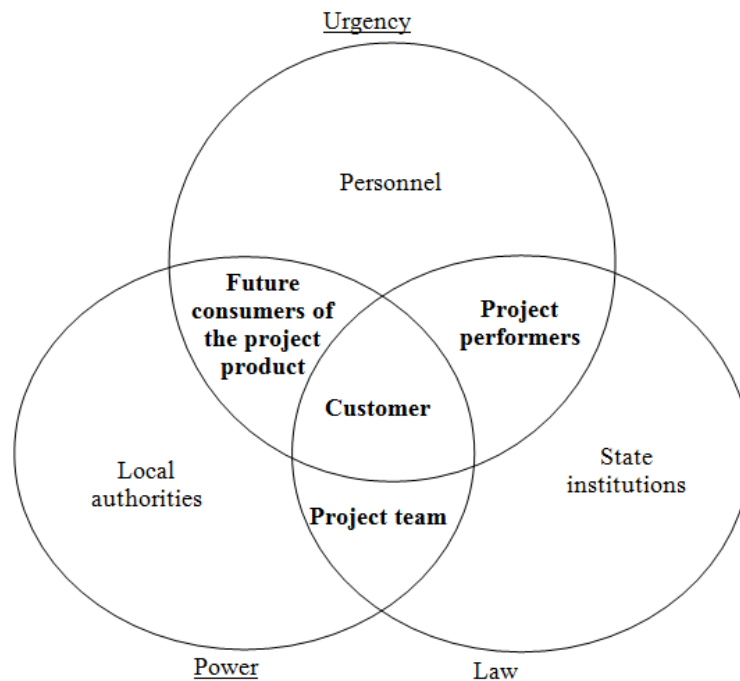 Urgency
Personnel
Future
consumers of
the project
product
Project
performers
Customer
Local
authorities
State
institutions
Project team
Power
Law